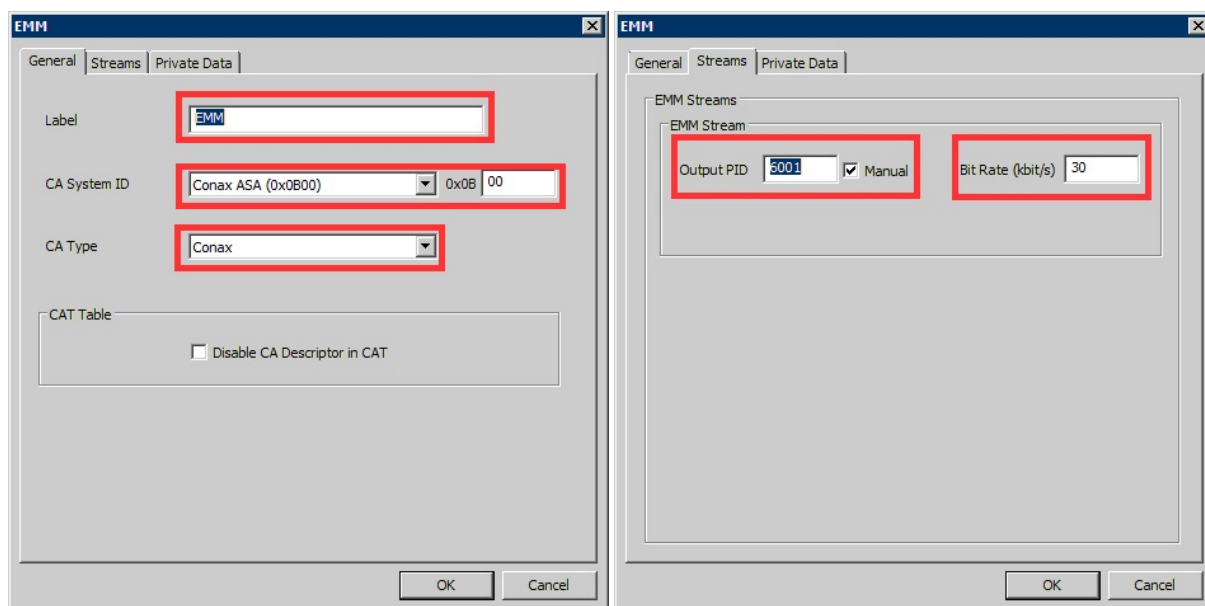 EMM
General Streams Private Data
Label EMM
CA System ID Conax ASA (0x0B00) 0x0B 00
CA Type Conax
CAT Table
Disable CA Descriptor in CAT
OK Cancel
EMM
General Streams Private Data
EMM Streams
EMM Stream
Output PID 6001 Manual Bit Rate (kbit/s) 30
OK Cancel